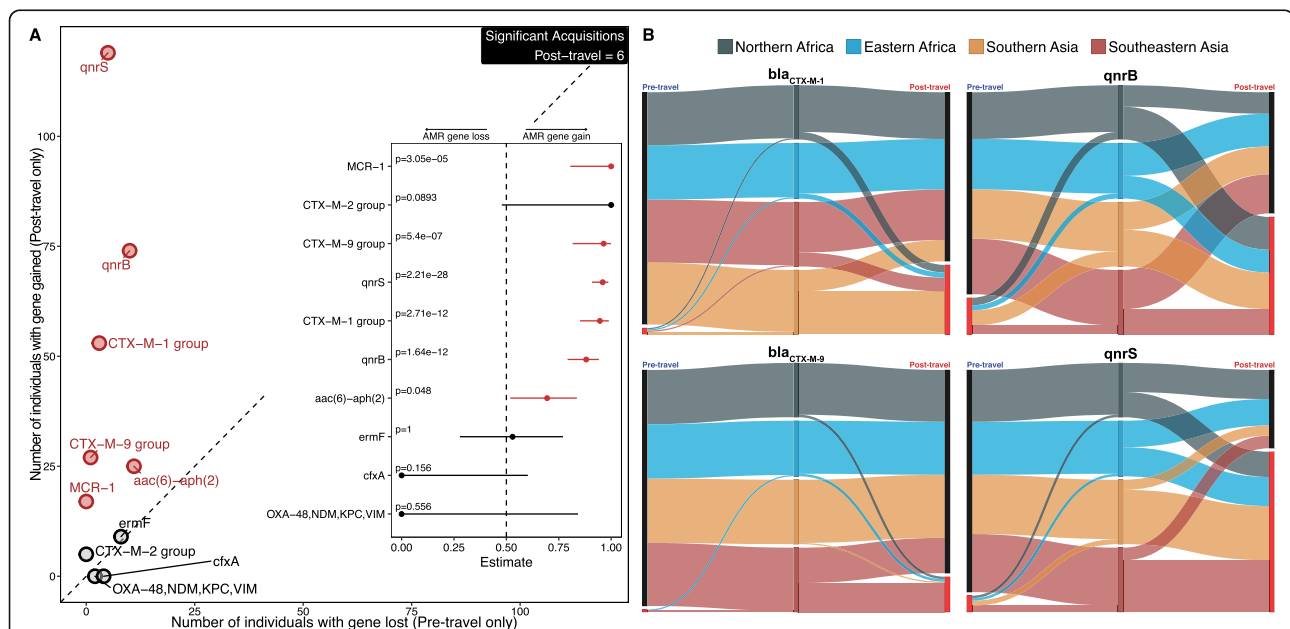 A
Significant Acquisitions
Post-travel = 6
Number of individuals with gene gained (Post-travel only)
100
75
50
25
0
qnrS
qnrB
CTX-M-1 group
CTX-M-9 group
aac(6)-aph(2)
MCR-1
ermF
CTX-M-2 group
cfxA
OXA-48,NDM,KPC,VIM
0
25
50
75
100
Number of individuals with gene lost (Pre-travel only)
AMR gene loss
AMR gene gain
MCR-1
p=3.05e-05
CTX-M-2 group
p=0.0893
CTX-M-9 group
p=5.4e-07
qnrS
p=2.21e-28
CTX-M-1 group
p=2.71e-12
qnrB
p=1.64e-12
aac(6)-aph(2)
p=0.048
ermF
p=1
cfxA
p=0.156
OXA-48,NDM,KPC,VIM
p=0.556
0.00
0.25
0.50
0.75
1.00
Estimate
B
Northern Africa
Eastern Africa
Southern Asia
Southeastern Asia
bla CTX-M-1
Pre-travel
Post-travel
qnrB
Pre-travel
Post-travel
bla CTX-M-9
Pre-travel
Post-travel
qnrS
Pre-travel
Post-travel